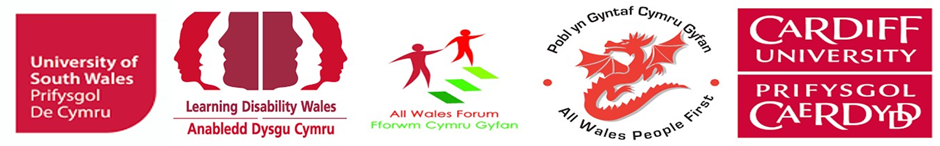 University of
South Wales
Prifysgol
De Cymru
Learning Disability Wales
Anabledd Dysgu Cymru
All Wales Forum
Fforwm Cymru Gyfan
Pobl yn Gyntaf Cymru Gyfan
All Wales People First
CARDIFF
UNIVERSITY
PRIFYSGOL
CAERDYDD